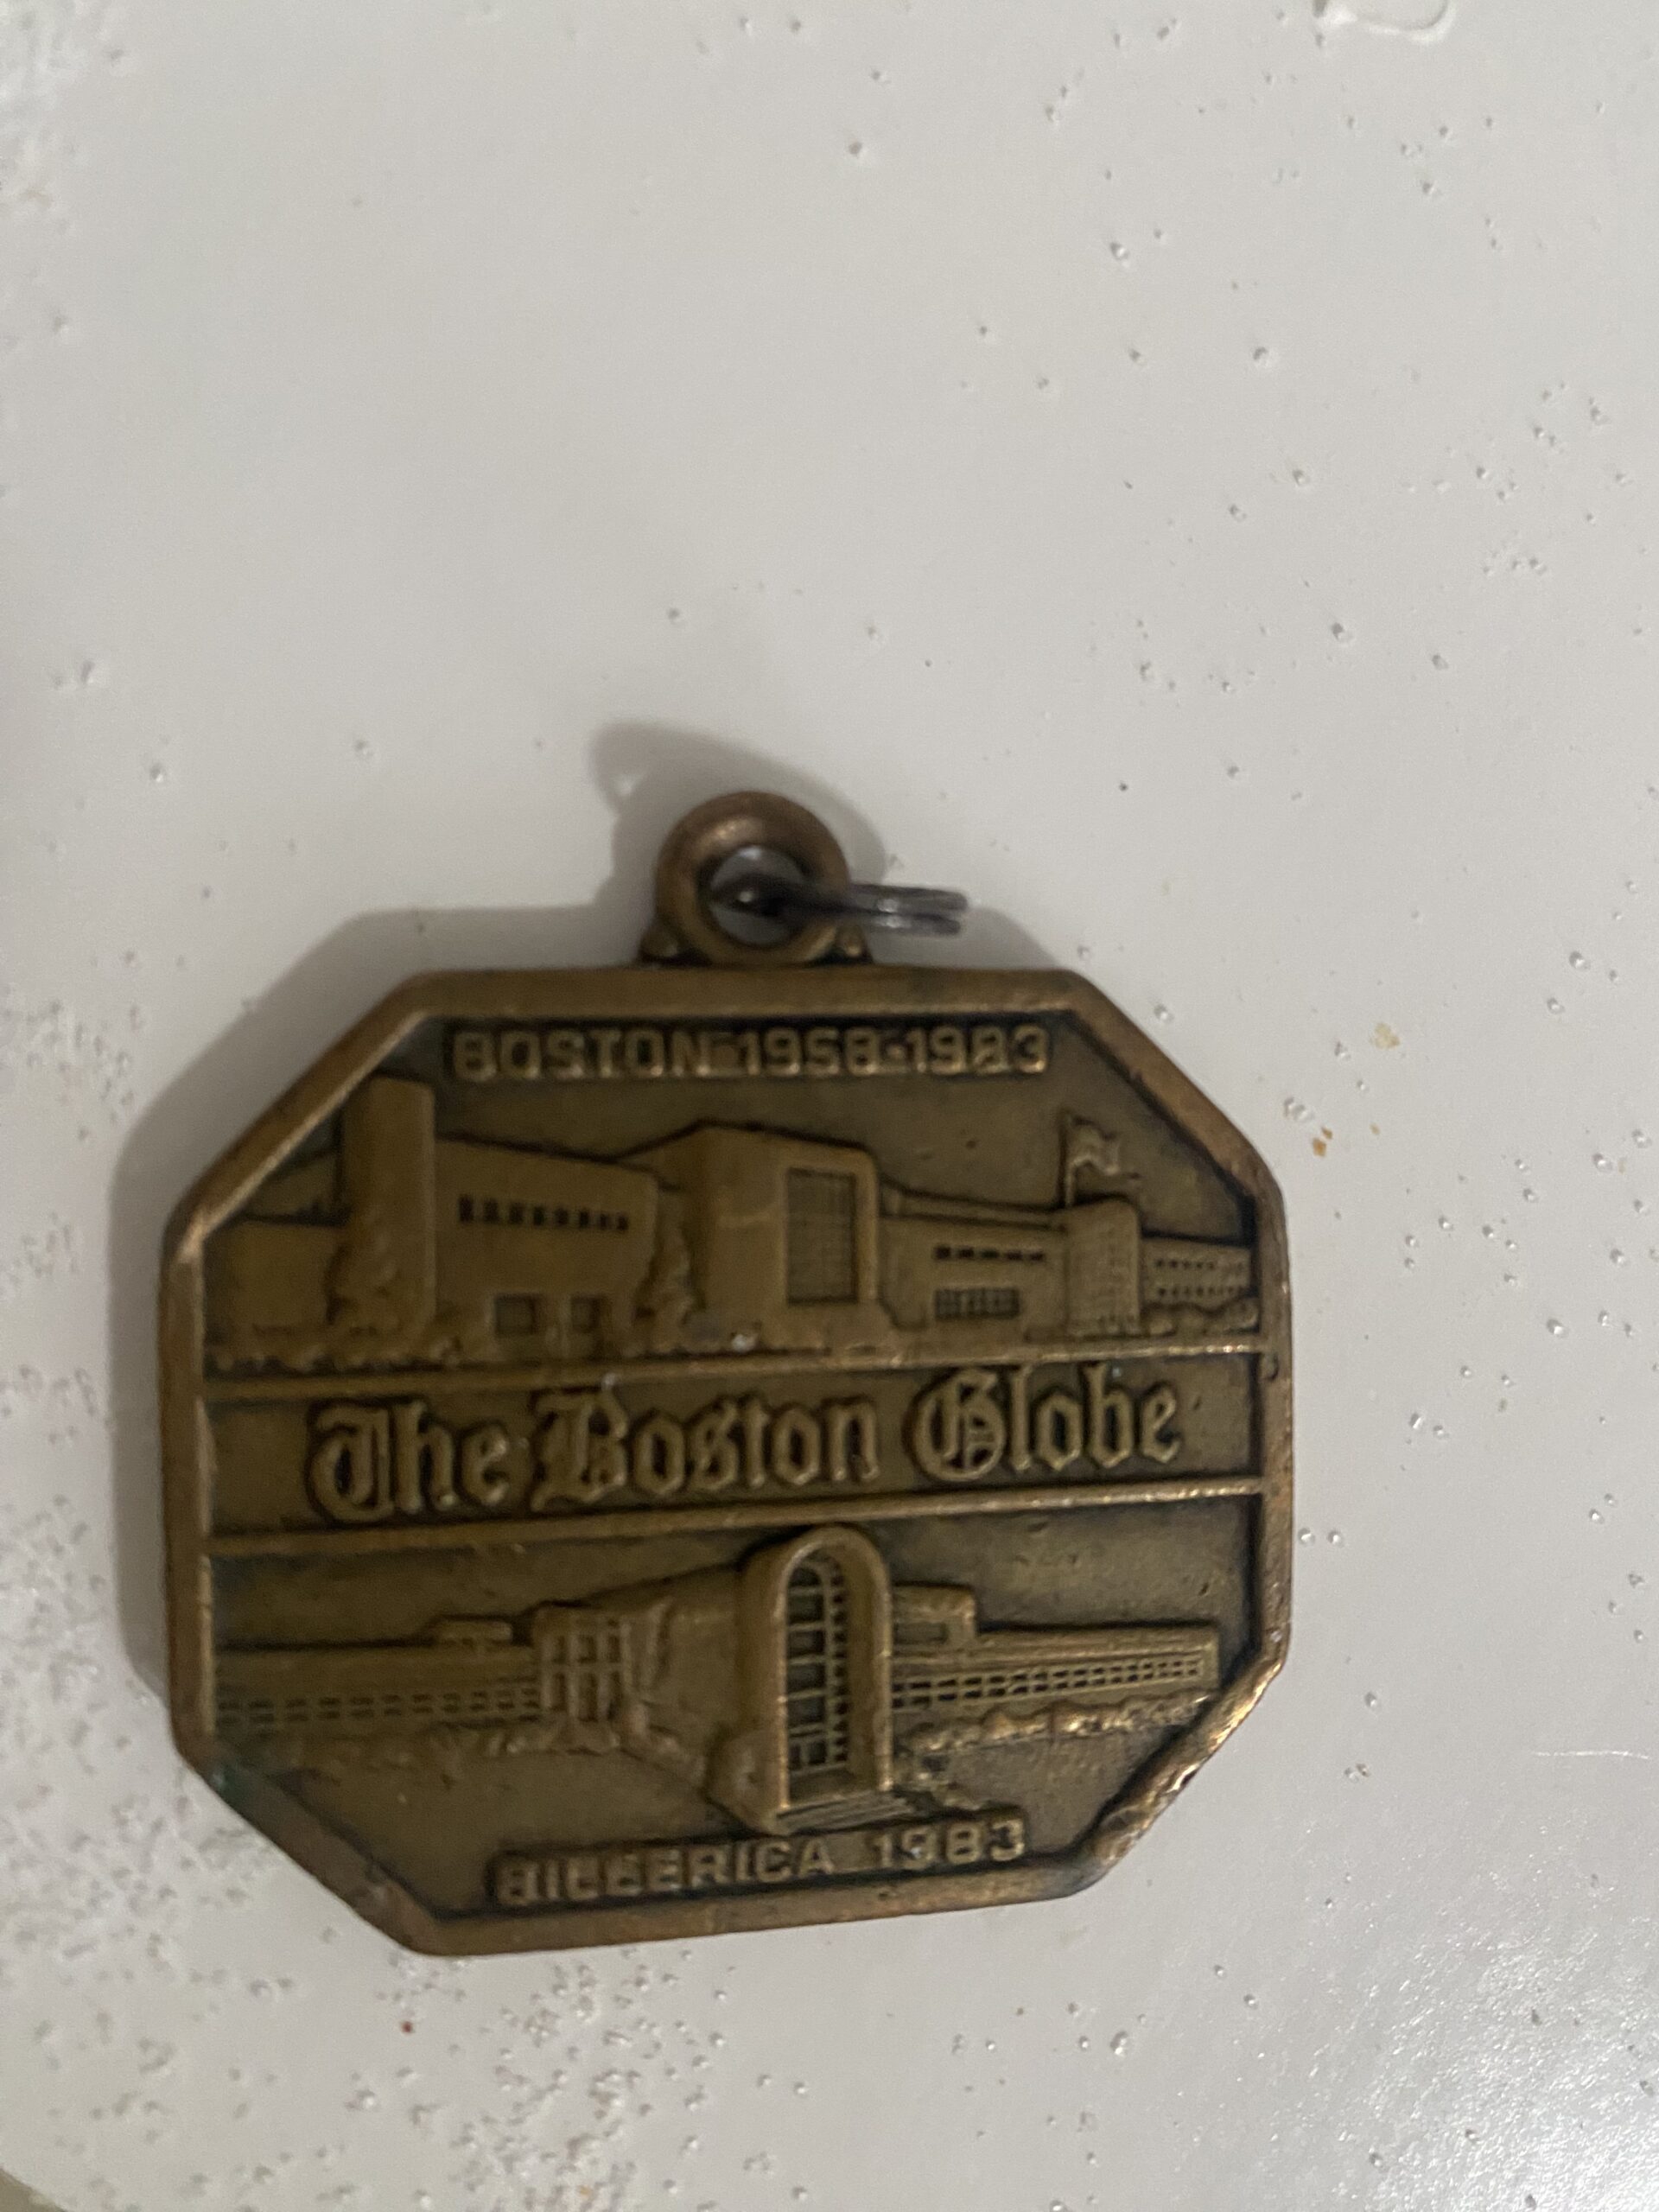 BOSTON 1958-1983
The Boston Globe
BILLERICA 1983